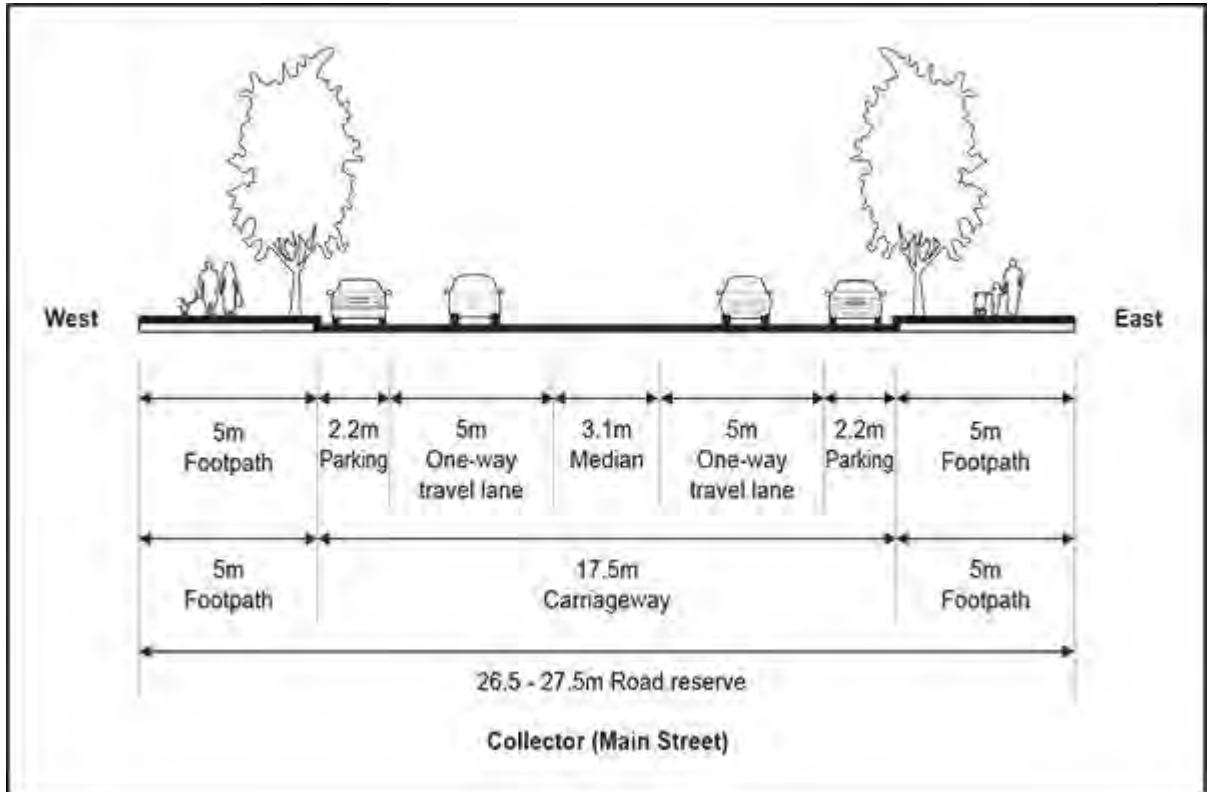 West
East
5m
Footpath
2.2m
Parking
5m
One-way
travel lane
3.1m
Median
5m
One-way
travel lane
2.2m
Parking
5m
Footpath
5m
Footpath
17.5m
Carriageway
5m
Footpath
26.5 - 27.5m Road reserve
Collector (Main Street)